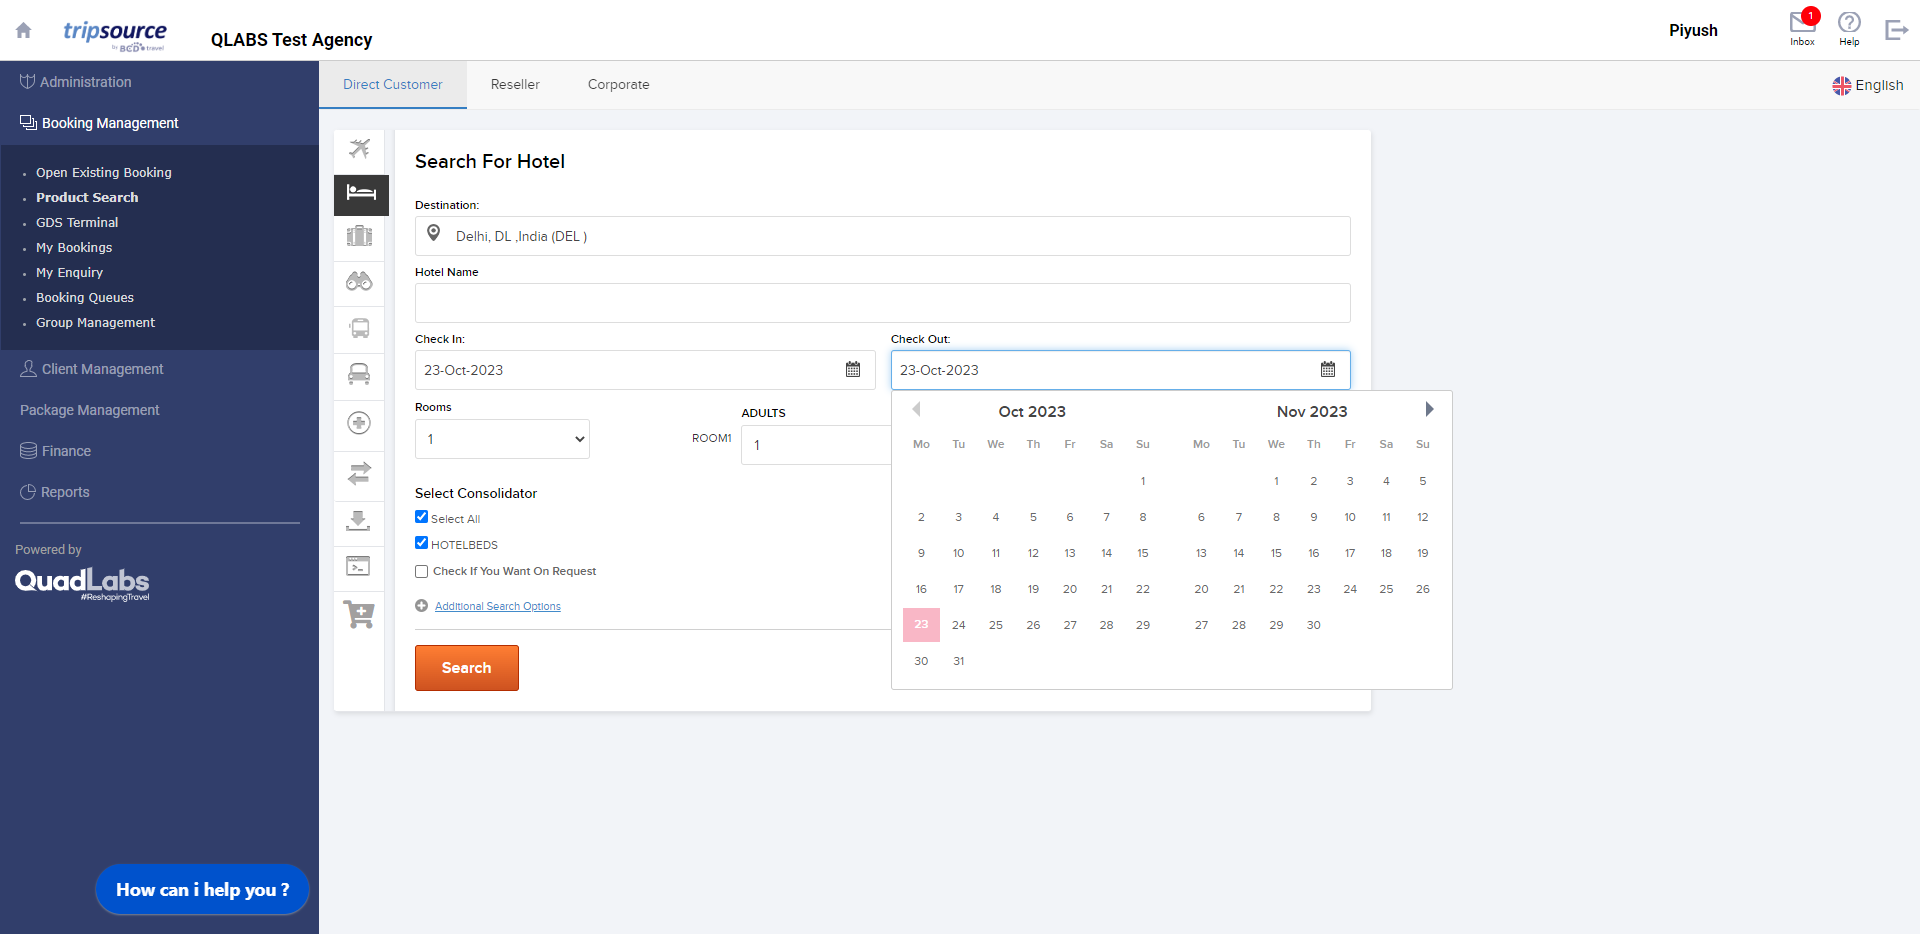 tripsource
by BCD travel
QLABS Test Agency
Piyush
1
Inbox
Help
Administration
Booking Management
Open Existing Booking
Product Search
GDS Terminal
My Bookings
My Enquiry
Booking Queues
Group Management
Client Management
Package Management
Finance
Reports
Powered by
QuadLabs
#ReshapingTravel
How can i help you ?
Direct Customer Reseller Corporate
English
Search For Hotel
Destination:
Delhi, DL ,India (DEL )
Hotel Name
Check In: Check Out:
23-Oct-2023 23-Oct-2023
Rooms ADULTS
1 ROOM1 1
Select Consolidator
Select All
HOTELBEDS
Check If You Want On Request
Additional Search Options
Search
Oct 2023
Mo Tu We Th Fr Sa Su
1
2 3 4 5 6 7 8
9 10 11 12 13 14 15
16 17 18 19 20 21 22
23 24 25 26 27 28 29
30 31
Nov 2023
Mo Tu We Th Fr Sa Su
1 2 3 4 5
6 7 8 9 10 11 12
13 14 15 16 17 18 19
20 21 22 23 24 25 26
27 28 29 30